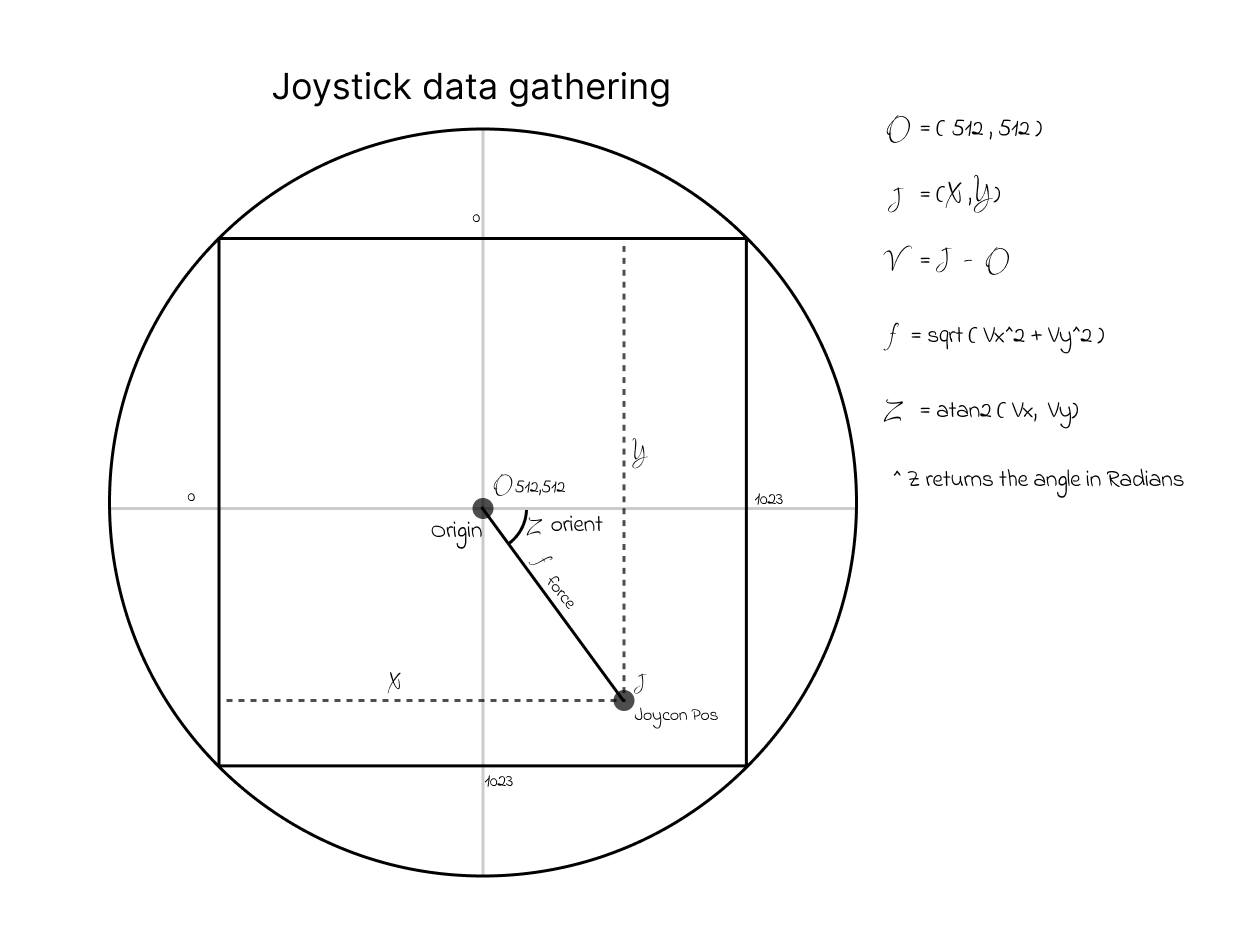 Joystick data gathering
O = ( 512 , 512 )
J = (X ,Y)
V = J - O
f = sqrt ( Vx^2 + Vy^2 )
Z = atan2 ( Vx, Vy)
^ Z returns the angle in Radians
0
0
1023
O 512,512
Origin
Z orient
f force
Y
X
J
Joycon Pos
1023